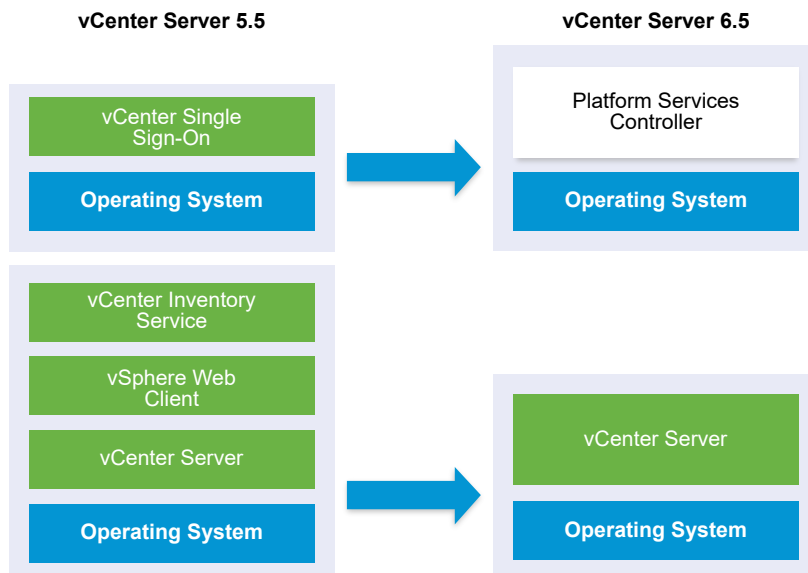 vCenter Server 5.5
vCenter Server 6.5
vCenter Single
Sign-On
Operating System
Platform Services
Controller
Operating System
vCenter Inventory
Service
vSphere Web
Client
vCenter Server
Operating System
vCenter Server
Operating System